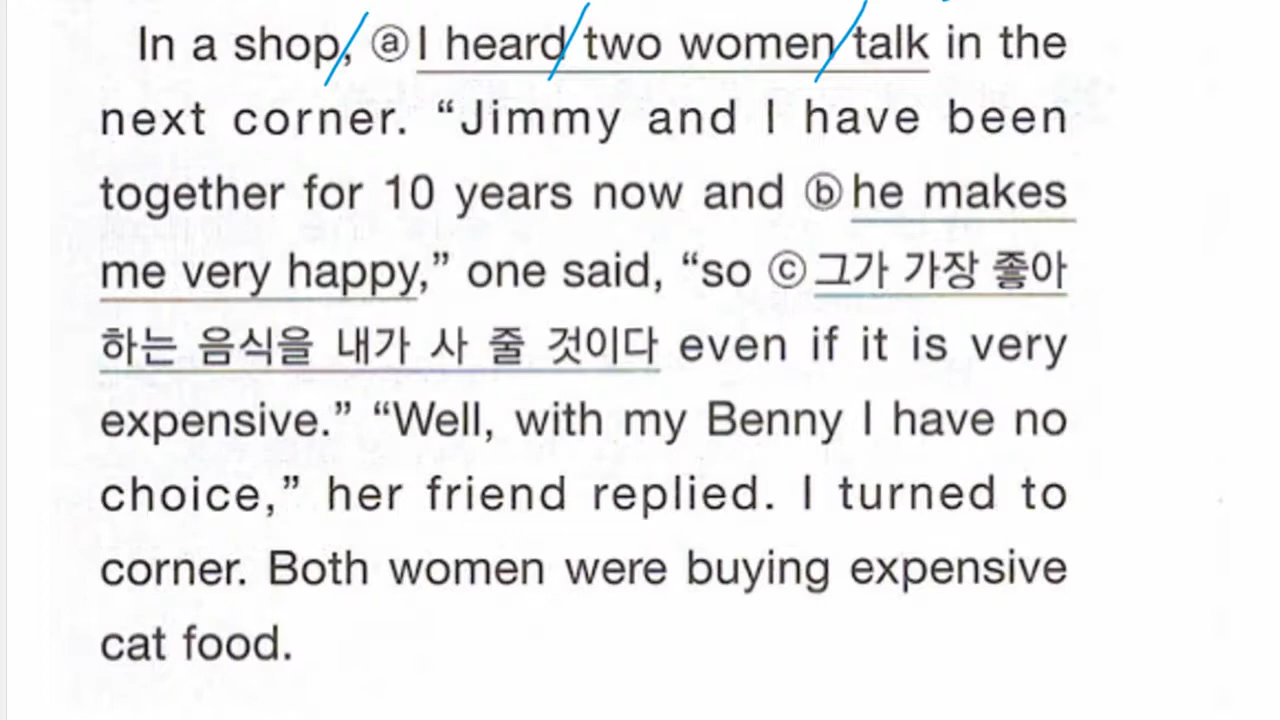 In a shop, ⓐI heard two women talk in the
next corner. “Jimmy and I have been
together for 10 years now and ⓑhe makes
me very happy,” one said, “so ⓒ그가 가장 좋아
하는 음식을 내가 사 줄 것이다 even if it is very
expensive.” “Well, with my Benny I have no
choice,” her friend replied. I turned to
corner. Both women were buying expensive
cat food.